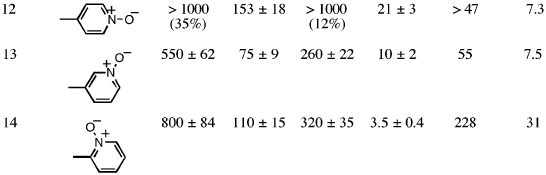 12 N+ O− > 1000 (35%) 153 ± 18 > 1000 (12%) 21 ± 3 > 47 7.3
13 O− N+ 550 ± 62 75 ± 9 260 ± 22 10 ± 2 55 7.5
14 O− N+ 800 ± 84 110 ± 15 320 ± 35 3.5 ± 0.4 228 31